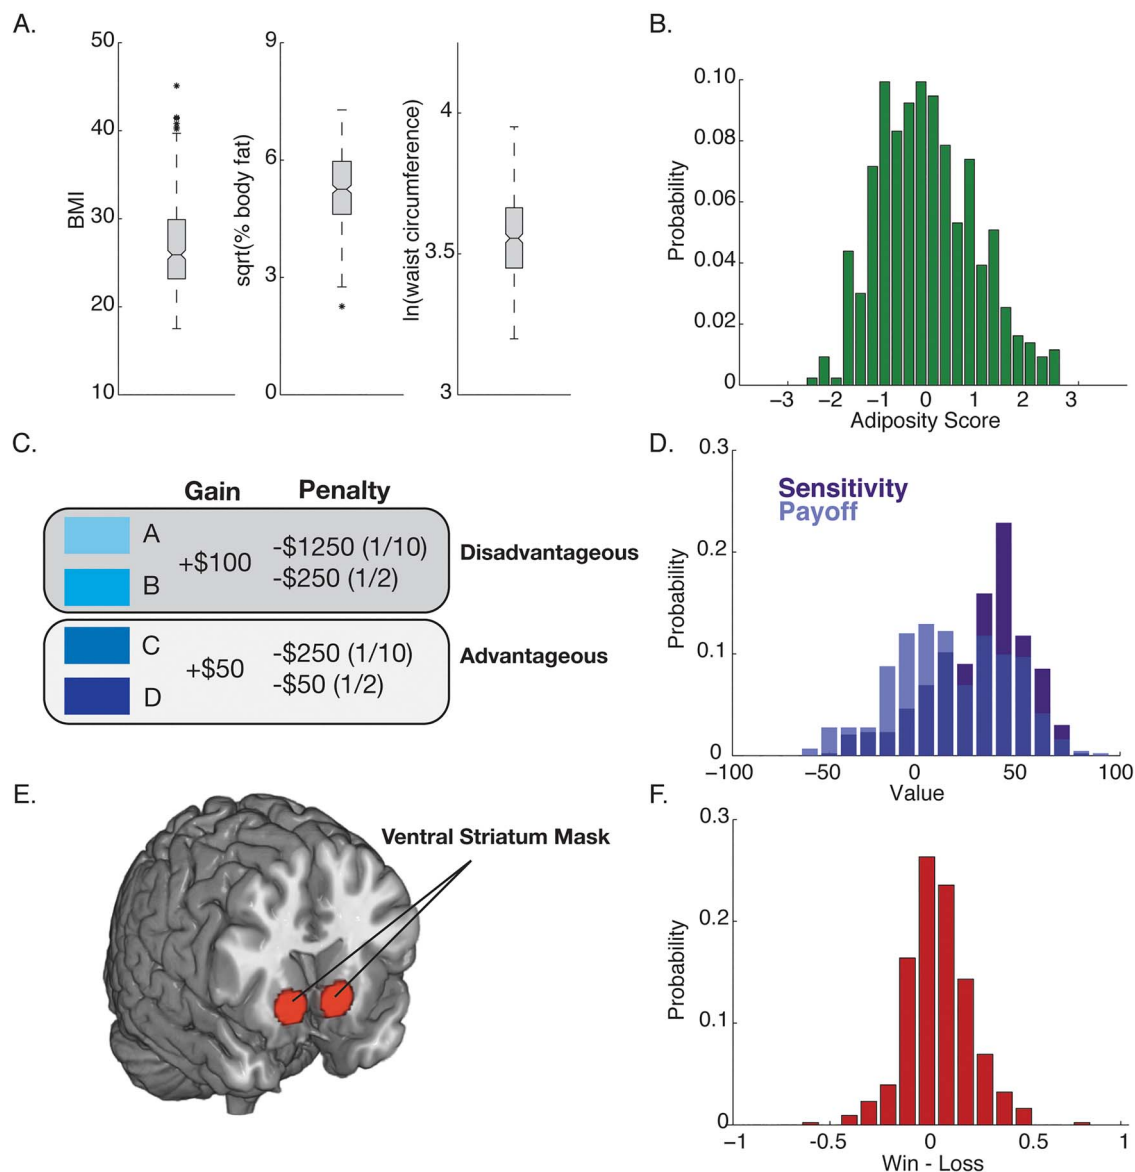 A.
50
40
30
20
10
BMI
9
6
3
0
sqrt(% body fat)
4
3.5
3
ln(waist circumference)
B.
0.10
0.08
0.06
0.04
0.02
0
Probability
−3 −2 −1 0 1 2 3
Adiposity Score
C.
Gain Penalty
A
B
+$100
-$1250 (1/10)
-$250 (1/2)
Disadvantageous
C
D
+$50
-$250 (1/10)
-$50 (1/2)
Advantageous
D.
0.3
0.2
0.1
0
Probability
Sensitivity
Payoff
−100 −50 0 50 100
Value
E.
Ventral Striatum Mask
F.
0.3
0.2
0.1
0
Probability
−1 -0.5 0 0.5 1
Win - Loss